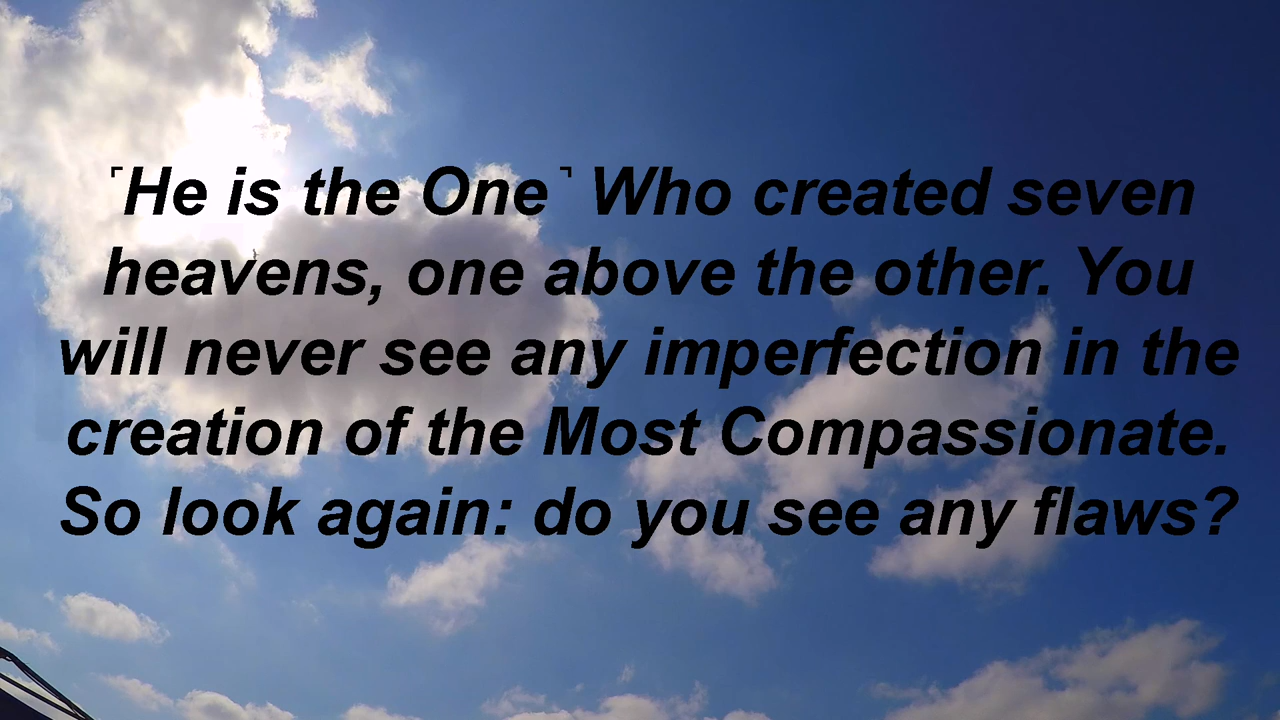 ⸢He is the One⸣ Who created seven
heavens, one above the other. You
will never see any imperfection in the
creation of the Most Compassionate.
So look again: do you see any flaws?